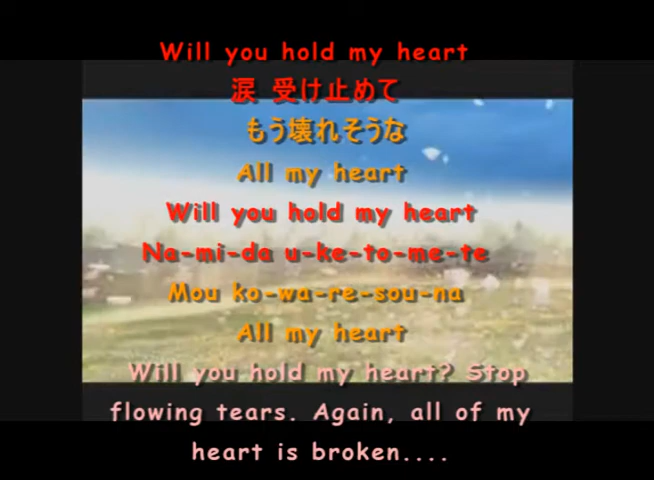 Will you hold my heart
涙 受け止めて
もう壊れそうな
All my heart
Will you hold my heart
Na-mi-da u-ke-to-me-te
Mou ko-wa-re-sou-na
All my heart
Will you hold my heart? Stop
flowing tears. Again, all of my
heart is broken....